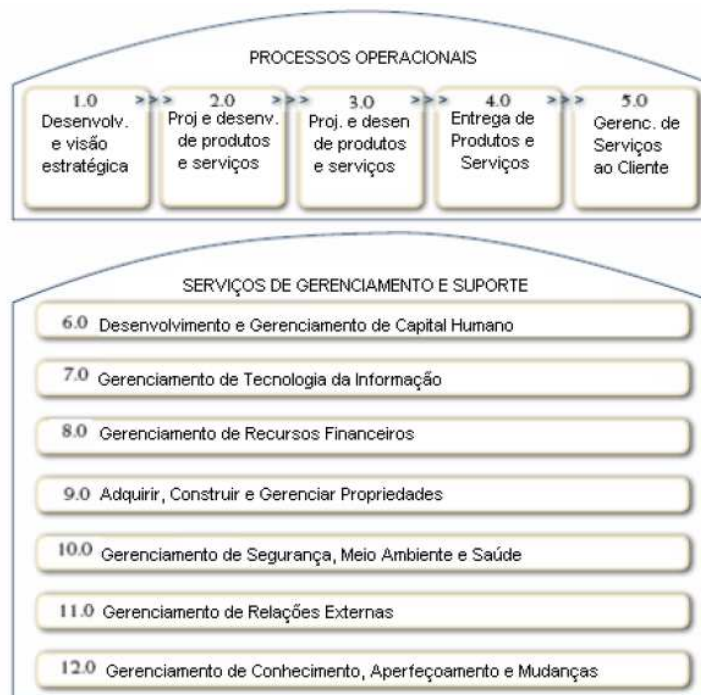 PROCESSOS OPERACIONAIS
1.0 >>> 2.0 >>> 3.0 >>> 4.0 >>> 5.0
Desenvolv.
e visão
estratégica
Proj e desenv.
de produtos
e serviços
Proj. e desen
de produtos
e serviços
Entrega de
Produtos e
Serviços
Gerenc. de
Serviços
ao Cliente
SERVIÇOS DE GERENCIAMENTO E SUPORTE
6.0 Desenvolvimento e Gerenciamento de Capital Humano
7.0 Gerenciamento de Tecnologia da Informação
8.0 Gerenciamento de Recursos Financeiros
9.0 Adquirir, Construir e Gerenciar Propriedades
10.0 Gerenciamento de Segurança, Meio Ambiente e Saúde
11.0 Gerenciamento de Relações Externas
12.0 Gerenciamento de Conhecimento, Aperfeçoamento e Mudanças